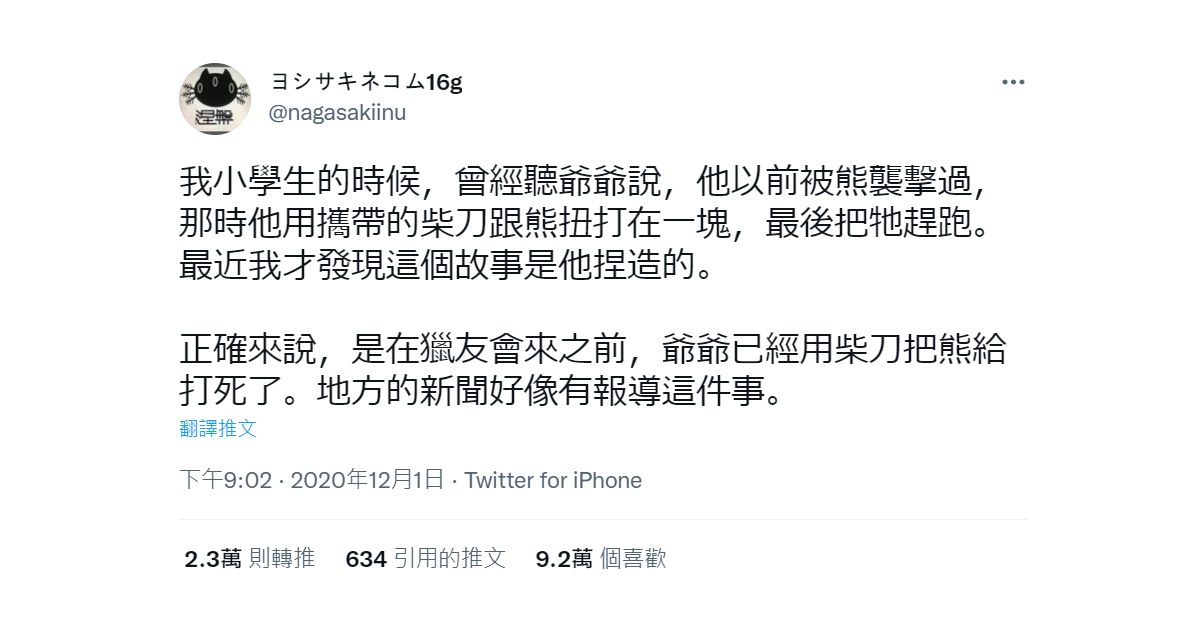 ヨシサキネコム16g
@nagasakiinu
涅槃
我小學生的時候，曾經聽爺爺說，他以前被熊襲擊過，
那時他用攜帶的柴刀跟熊扭打在一塊，最後把牠趕跑。
最近我才發現這個故事是他捏造的。
正確來說，是在獵友會來之前，爺爺已經用柴刀把熊給
打死了。地方的新聞好像有報導這件事。
翻譯推文
下午9:02 · 2020年12月1日 · Twitter for iPhone
2.3萬 則轉推 634 引用的推文 9.2萬 個喜歡